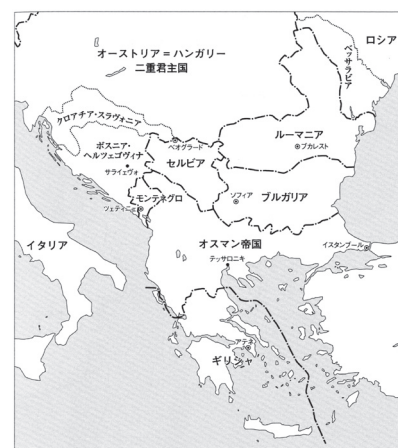 ロシア
オーストリア＝ハンガリー
二重君主国
ベッサラビア
クロアチア・スラヴォニア
ルーマニア
ブカレスト
ベオグラード
ボスニア・
ヘルツェゴヴィナ
セルビア
サライェヴォ
モンテネグロ
ツェティニェ
ソフィア
ブルガリア
イタリア
オスマン帝国
イスタンブール
テッサロニキ
アテネ
ギリシャ